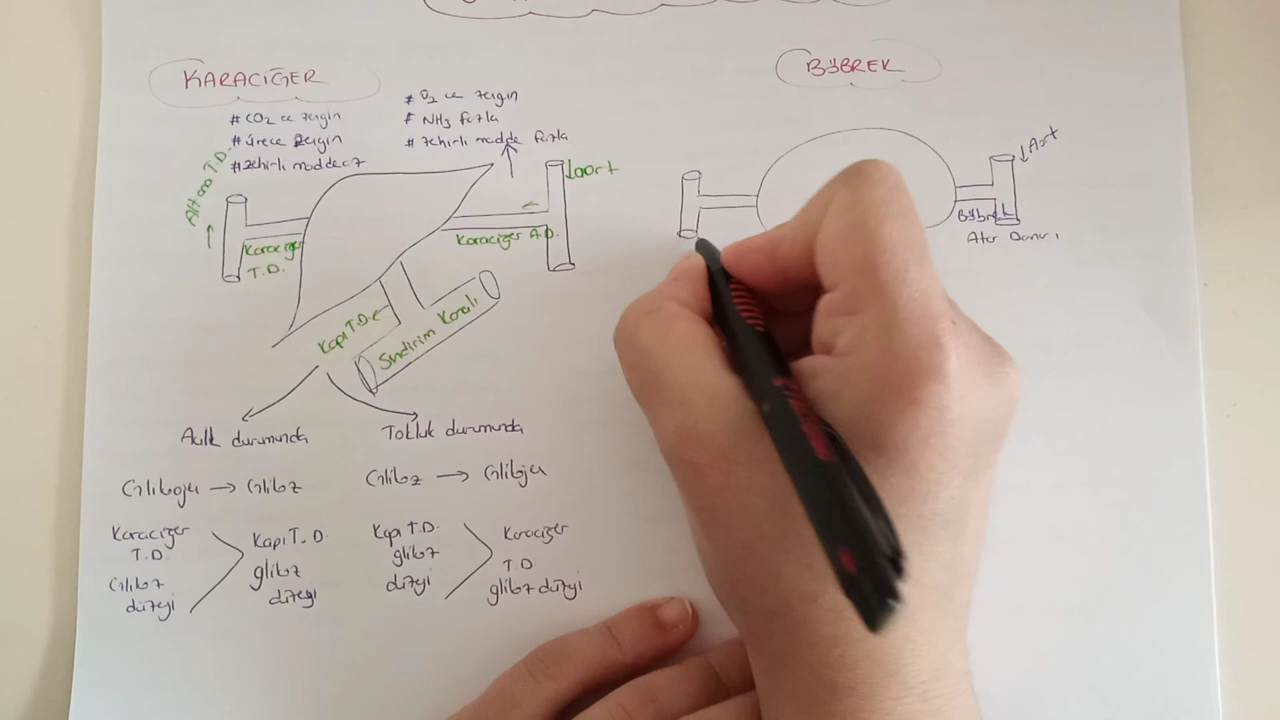 KARACİĞER
# CO2 ce zengin
# ürece zengin
# zehirli madde az
# O2 ce zengin
# NH3 fazla
# zehirli madde fazla
Alt ana T.D.
Karaciğer
T.D.
↓aort
Karaciğer A.D.
Kapı T.D.
Sindirim Kanalı
Açlık durumunda
Tokluk durumunda
Glikojen → Glikoz
Glikoz → Glikojen
Karaciğer
T.D.
Glikoz
düzeyi
>
Kapı T.D
glikoz
düzeyi
Kapı T.D.
glikoz
düzeyi
>
Karaciğer
T.D
glikoz düzeyi
BÖBREK
↓Aort
Böbrek
Atar Damarı